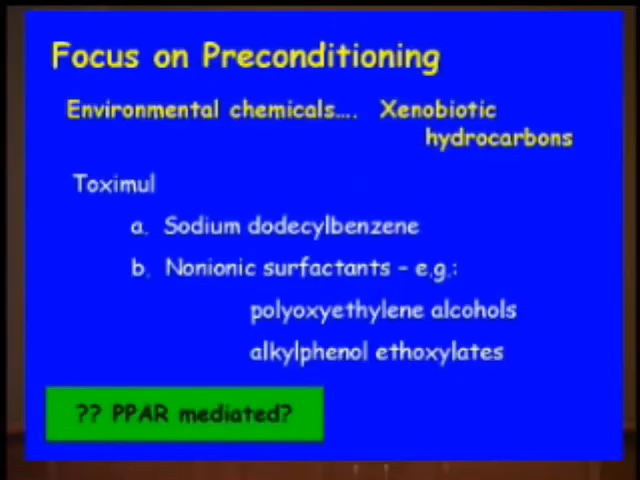 Focus on Preconditioning
Environmental chemicals.... Xenobiotic
hydrocarbons
Toximul
a. Sodium dodecylbenzene
b. Nonionic surfactants – e.g.:
polyoxyethylene alcohols
alkylphenol ethoxylates
?? PPAR mediated?